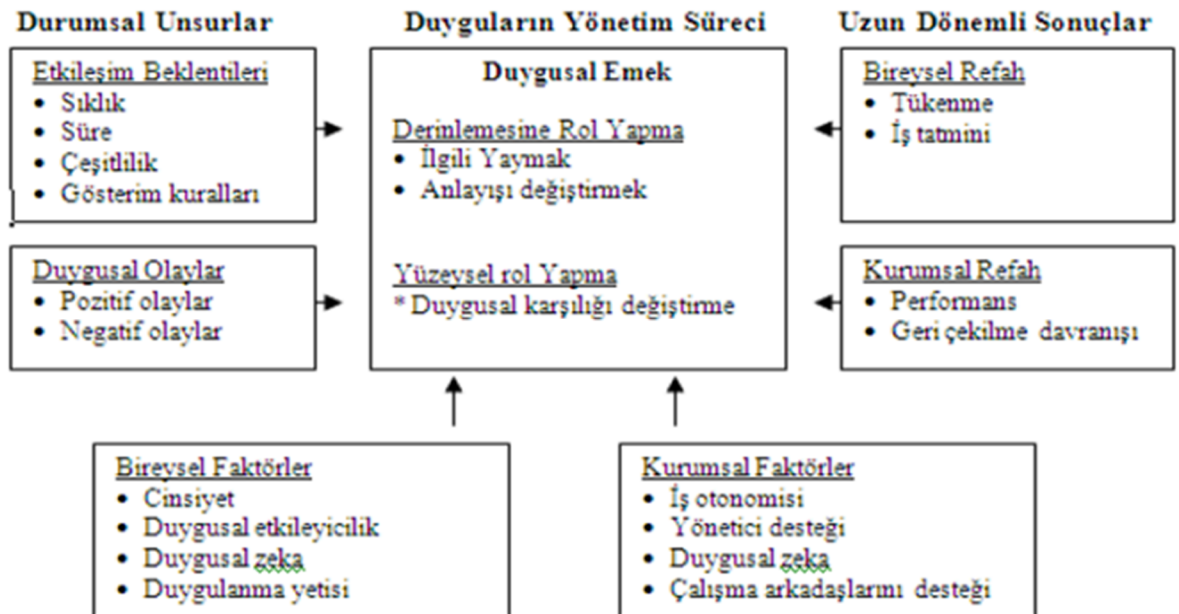 Durumsal Unsurlar
Etkileşim Beklentileri
• Sıklık
• Süre
• Çeşitlilik
• Gösterim kuralları
Duygusal Olaylar
• Pozitif olaylar
• Negatif olaylar
Duyguların Yönetim Süreci
Duygusal Emek
Derinlemesine Rol Yapma
• İlgili Yaymak
• Anlayışı değiştirmek
Yüzeysel rol Yapma
* Duygusal karşılığı değiştirme
Uzun Dönemli Sonuçlar
Bireysel Refah
• Tükenme
• İş tatmini
Kurumsal Refah
• Performans
• Geri çekilme davranışı
Bireysel Faktörler
• Cinsiyet
• Duygusal etkileyicilik
• Duygusal zeka
• Duygulanma yetisi
Kurumsal Faktörler
• İş otonomisi
• Yönetici desteği
• Duygusal zeka
• Çalışma arkadaşlarını desteği